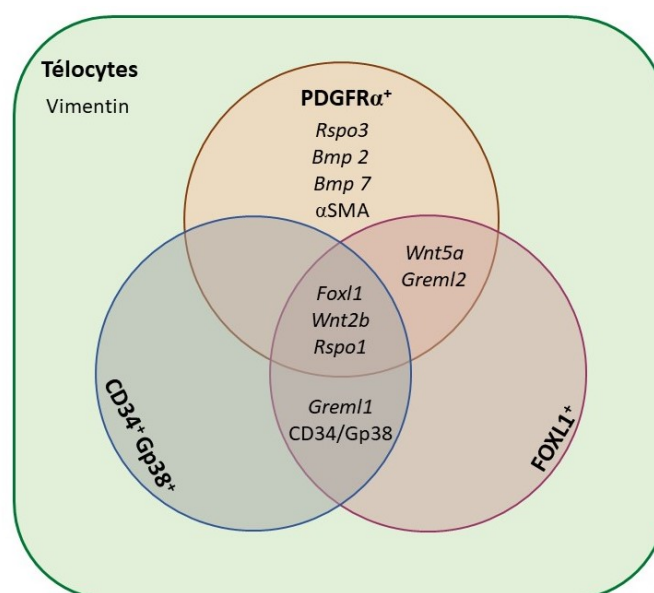 Télocytes
Vimentin
PDGFRα⁺
Rspo3
Bmp 2
Bmp 7
αSMA
Wnt5a
Greml2
Foxl1
Wnt2b
Rspo1
Greml1
CD34/Gp38
CD34⁺ Gp38⁺
FOXL1⁺